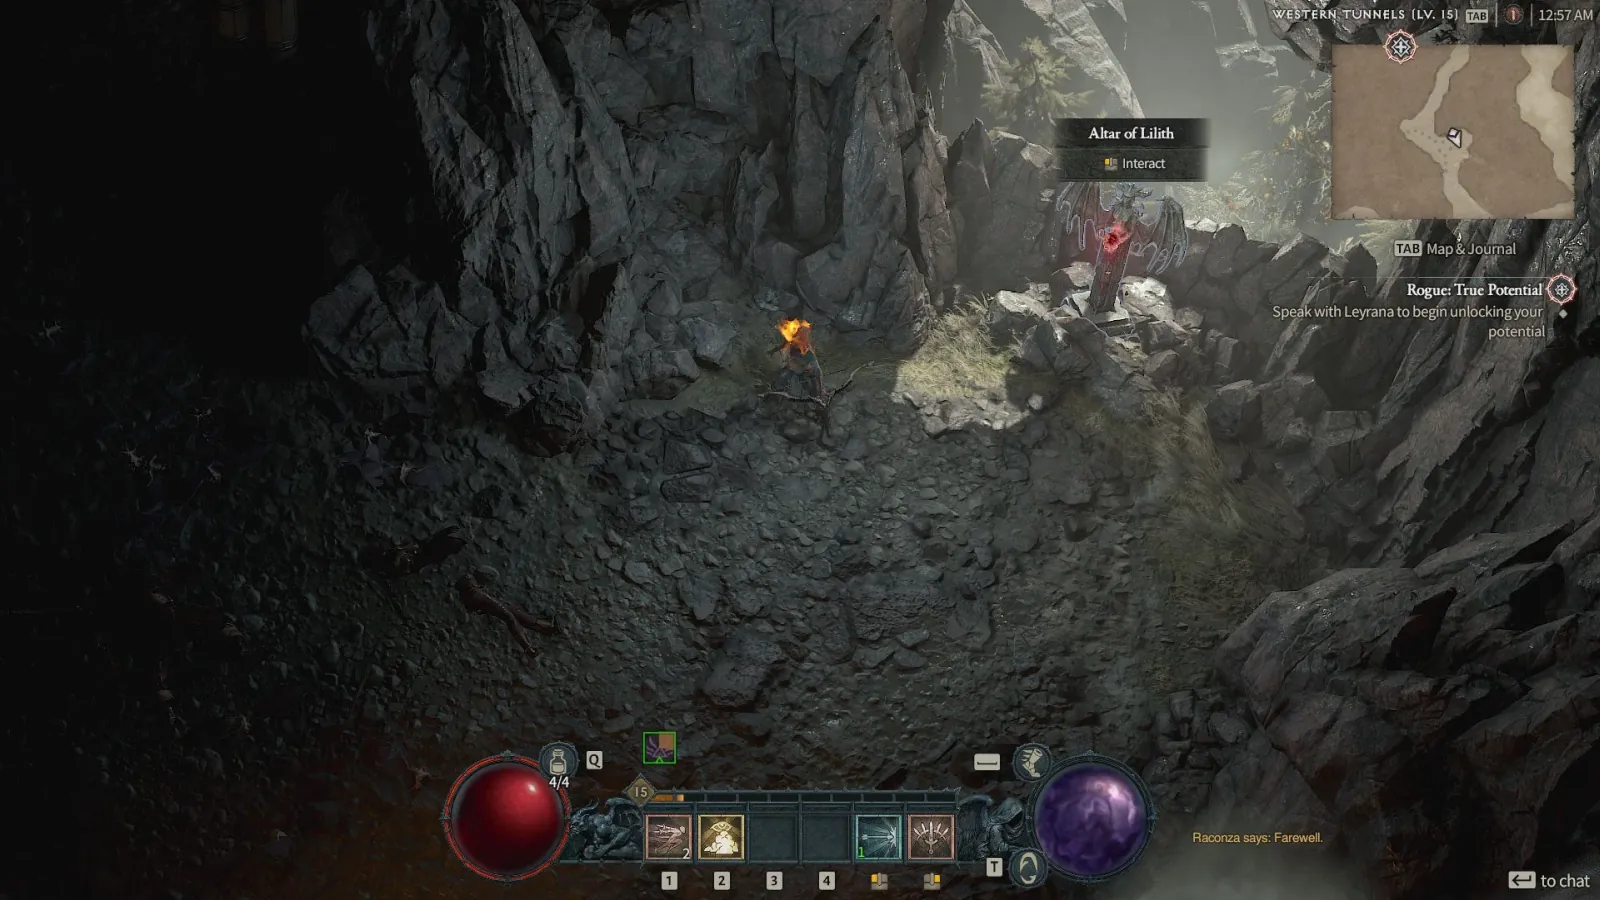 WESTERN TUNNELS (LV. 15) TAB 12:57 AM
Altar of Lilith
Interact
TAB Map & Journal
Rogue: True Potential
Speak with Leyrana to begin unlocking your
potential
4/4
Q
15
2
1
T
1 2 3 4
Raconza says: Farewell.
to chat